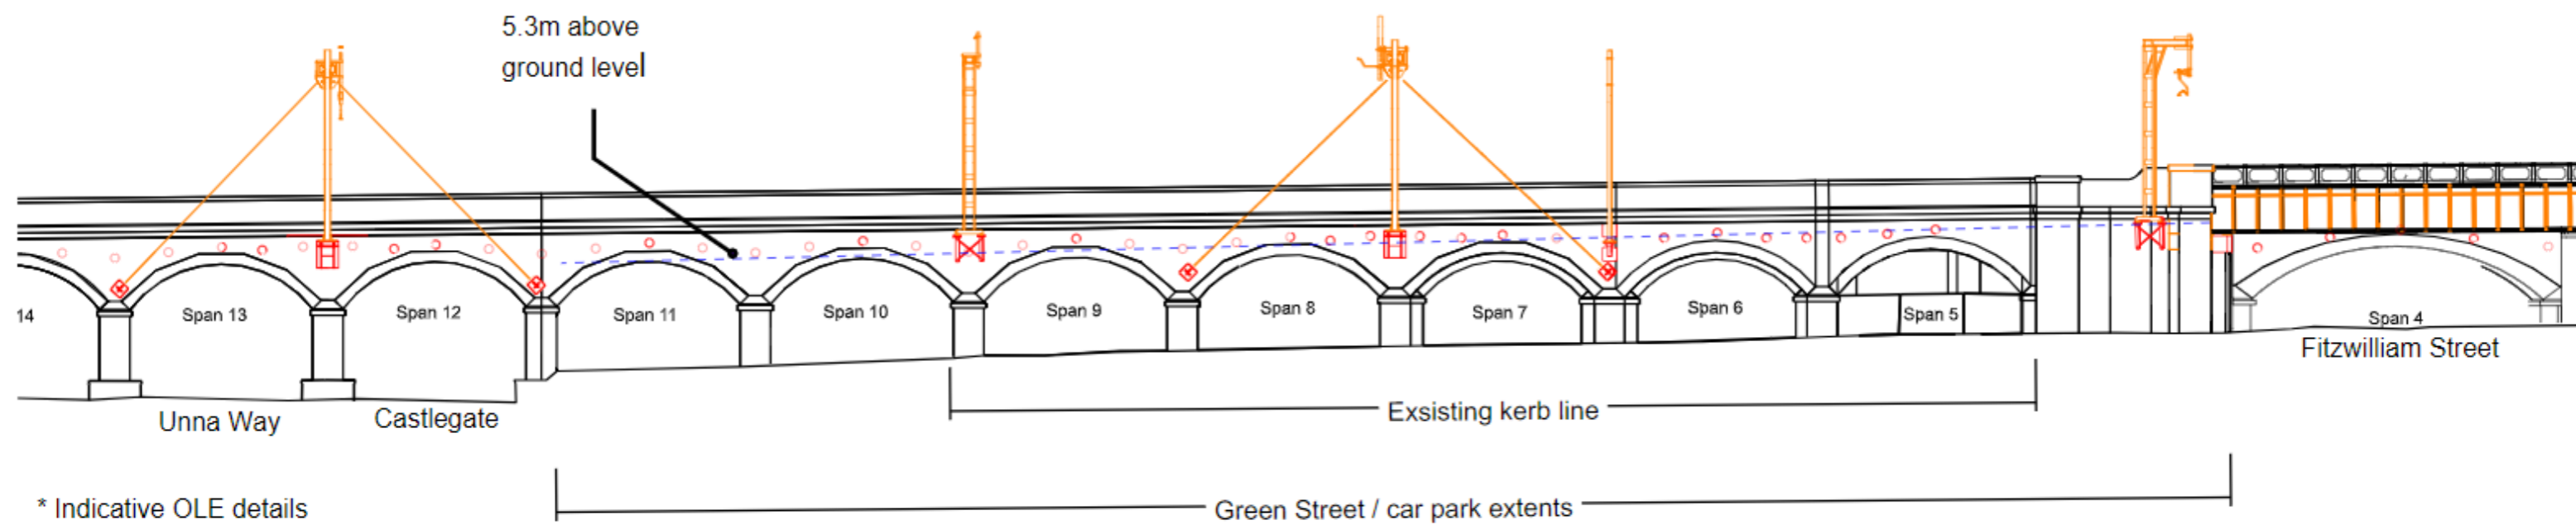 5.3m above
ground level
14
Span 13
Span 12
Span 11
Span 10
Span 9
Span 8
Span 7
Span 6
Span 5
Span 4
Fitzwilliam Street
Unna Way
Castlegate
Exsisting kerb line
* Indicative OLE details
Green Street / car park extents